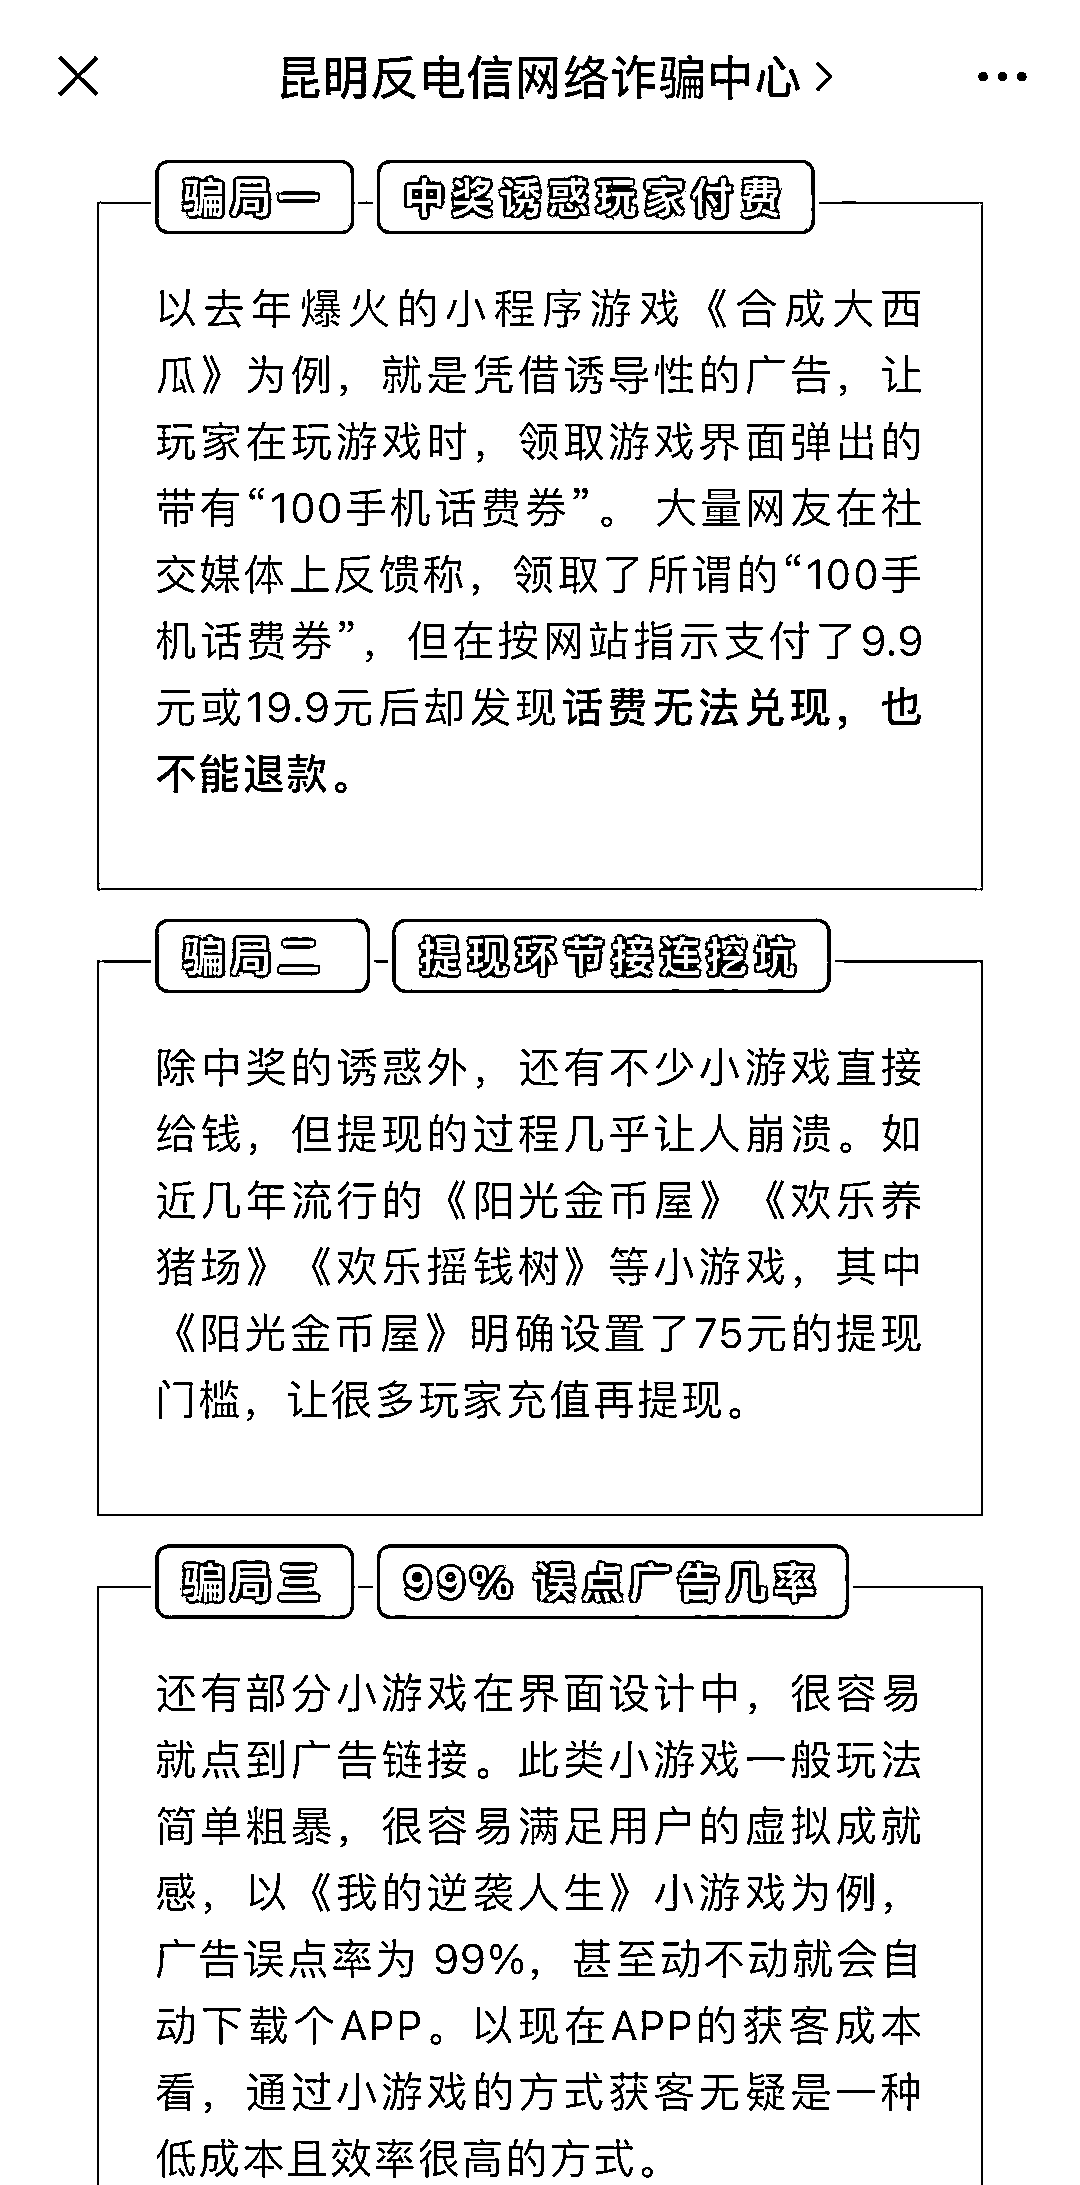 昆明反电信网络诈骗中心
骗局一 中奖诱惑玩家付费
以去年爆火的小程序游戏《合成大西
瓜》为例，就是凭借诱导性的广告，让
玩家在玩游戏时，领取游戏界面弹出的
带有“100手机话费券”。 大量网友在社
交媒体上反馈称，领取了所谓的“100手
机话费券”，但在按网站指示支付了9.9
元或19.9元后却发现话费无法兑现，也
不能退款。
骗局二 提现环节接连挖坑
除中奖的诱惑外，还有不少小游戏直接
给钱，但提现的过程几乎让人崩溃。如
近几年流行的《阳光金币屋》《欢乐养
猪场》《欢乐摇钱树》等小游戏，其中
《阳光金币屋》明确设置了75元的提现
门槛，让很多玩家充值再提现。
骗局三 99% 误点广告几率
还有部分小游戏在界面设计中，很容易
就点到广告链接。此类小游戏一般玩法
简单粗暴，很容易满足用户的虚拟成就
感，以《我的逆袭人生》小游戏为例，
广告误点率为 99%，甚至动不动就会自
动下载个APP。以现在APP的获客成本
看，通过小游戏的方式获客无疑是一种
低成本且效率很高的方式。